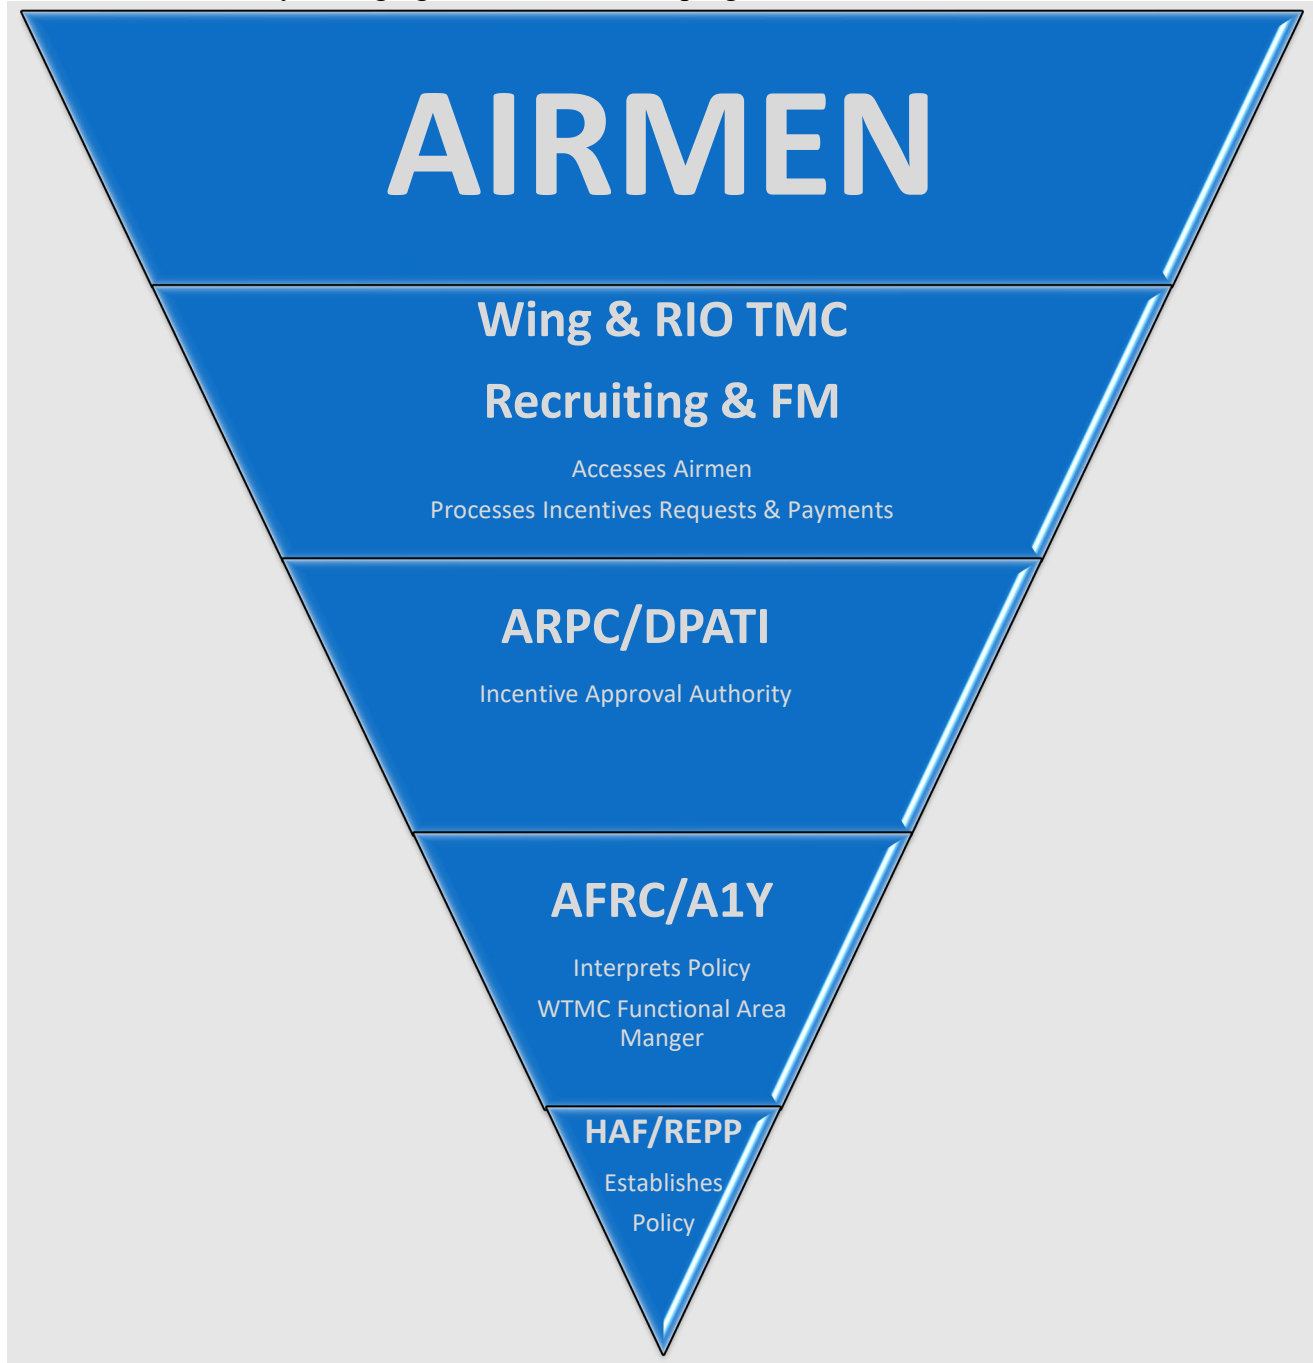 AIRMEN
Wing & RIO TMC
Recruiting & FM
Accesses Airmen
Processes Incentives Requests & Payments
ARPC/DPATI
Incentive Approval Authority
AFRC/A1Y
Interprets Policy
WTMC Functional Area
Manger
HAF/REPP
Establishes
Policy